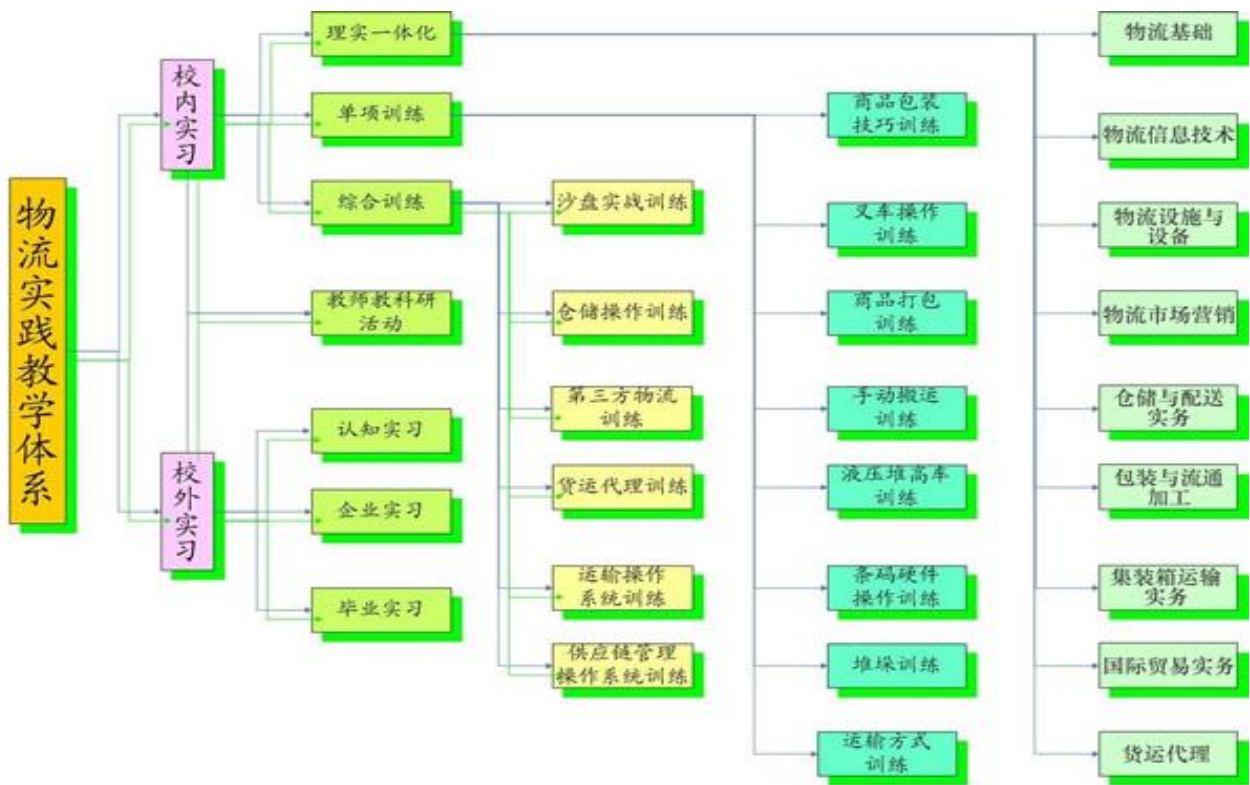 物流实践教学体系
校内实习
校外实习
理实一体化
单项训练
综合训练
教师教科研
活动
认知实习
企业实习
毕业实习
沙盘实战训练
仓储操作训练
第三方物流
训练
货运代理训练
运输操作
系统训练
供应链管理
操作系统训练
商品包装
技巧训练
叉车操作
训练
商品打包
训练
手动搬运
训练
液压堆高车
训练
条码硬件
操作训练
堆垛训练
运输方式
训练
物流基础
物流信息技术
物流设施与
设备
物流市场营销
仓储与配送
实务
包装与流通
加工
集装箱运输
实务
国际贸易实务
货运代理